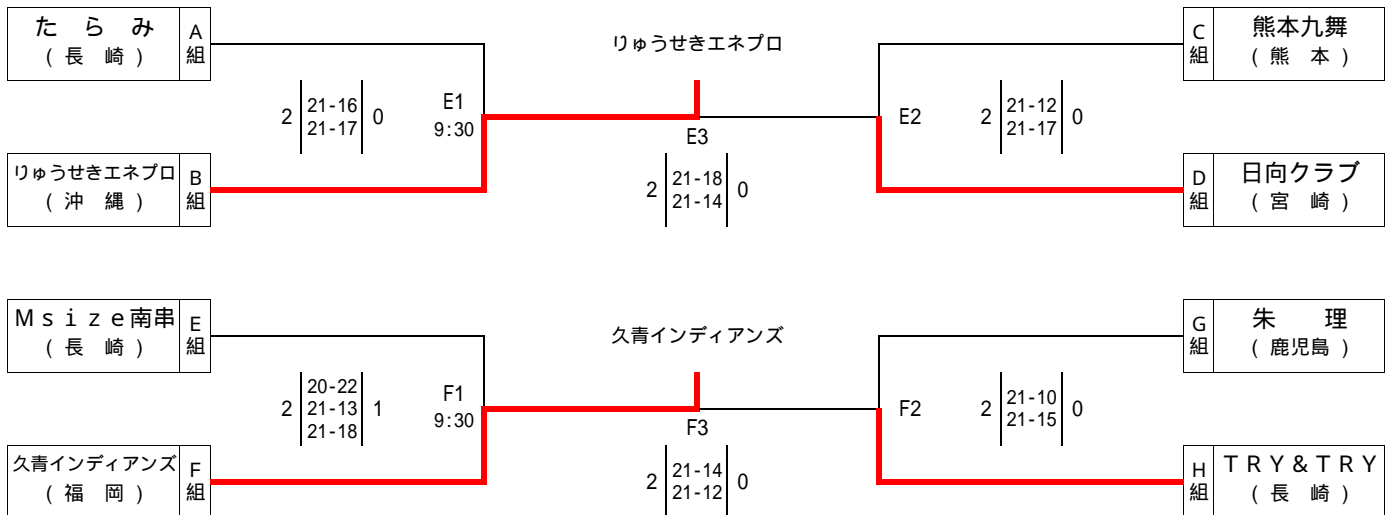 たらみ
(長崎)
A
組
りゅうせきエネプロ
C
組
熊本九舞
(熊本)
2
21-16
21-17
0
E1
9:30
E2
2
21-12
21-17
0
りゅうせきエネプロ
(沖縄)
B
組
E3
2
21-18
21-14
0
D
組
日向クラブ
(宮崎)
Msize南串
(長崎)
E
組
久青インディアンズ
G
組
朱理
(鹿児島)
2
20-22
21-13
21-18
1
F1
9:30
F2
2
21-10
21-15
0
久青インディアンズ
(福岡)
F
組
F3
2
21-14
21-12
0
H
組
TRY&TRY
(長崎)